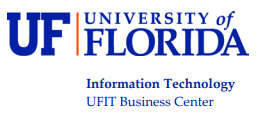 UF UNIVERSITY of
FLORIDA
Information Technology
UFIT Business Center